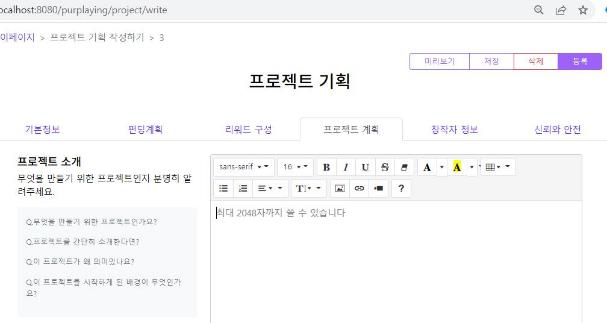 ocalhost:8080/purplaying/project/write
이페이지 > 프로젝트 기획 작성하기 > 3
미리보기 저장 삭제 등록
프로젝트 기획
기본정보 펀딩계획 리워드 구성 프로젝트 계획 창작자 정보 신뢰와 안전
프로젝트 소개
무엇을 만들기 위한 프로젝트인지 분명히 알
려주세요.
Q.무엇을 만들기 위한 프로젝트인가요?
Q.프로젝트를 간단히 소개한다면?
Q.이 프로젝트가 왜 의미있나요?
Q.이 프로젝트를 시작하게 된 배경이 무엇인가
요?
sans-serif 16 B I U S A A
T ?
최대 2048자까지 쓸 수 있습니다